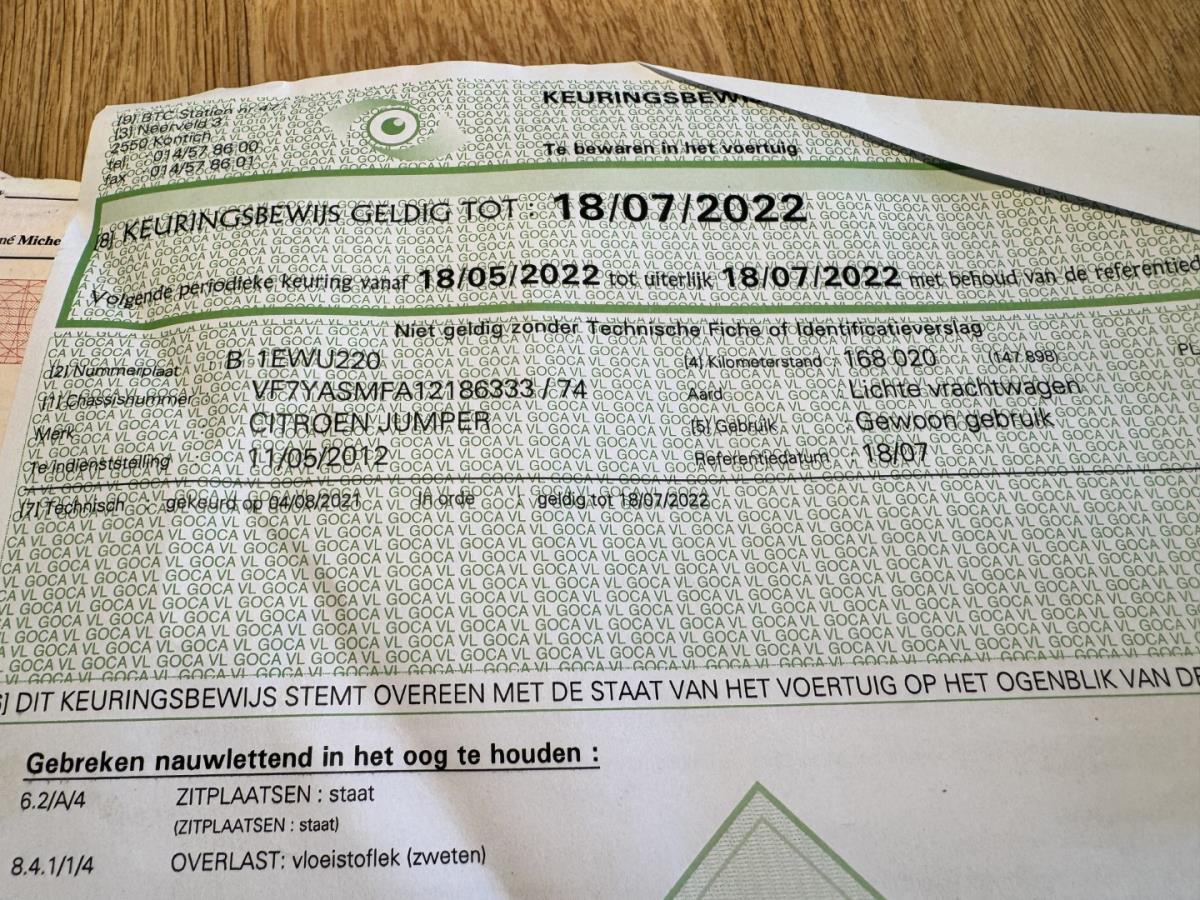 [9] BTC Station nr 427
[3] Neerveld 3
2550 Kontich
tel 014/57 86 00
fax 014/57 86 01
KEURINGSBEW
Te bewaren in het voertuig
né Miche
[8] KEURINGSBEWIJS GELDIG TOT : 18/07/2022
Volgende periodieke keuring vanaf 18/05/2022 tot uiterlijk 18/07/2022 met behoud van de referentied
Niet geldig zonder Technische Fiche of Identificatieverslag
[2] Nummerplaat B 1EWU220 [4] Kilometerstand : 168 020 (147 898) PL
[1] Chassisnummer VF7YASMFA12186333 / 74 Aard : Lichte vrachtwagen
Merk CITROEN JUMPER [5] Gebruik : Gewoon gebruik
1e indienststelling 11/05/2012 Referentiedatum : 18/07
[7] Technisch gekeurd op 04/08/2021 In orde geldig tot 18/07/2022
6] DIT KEURINGSBEWIJS STEMT OVEREEN MET DE STAAT VAN HET VOERTUIG OP HET OGENBLIK VAN DE
Gebreken nauwlettend in het oog te houden :
6.2/A/4 ZITPLAATSEN : staat
(ZITPLAATSEN : staat)
8.4.1/1/4 OVERLAST: vloeistoflek (zweten)